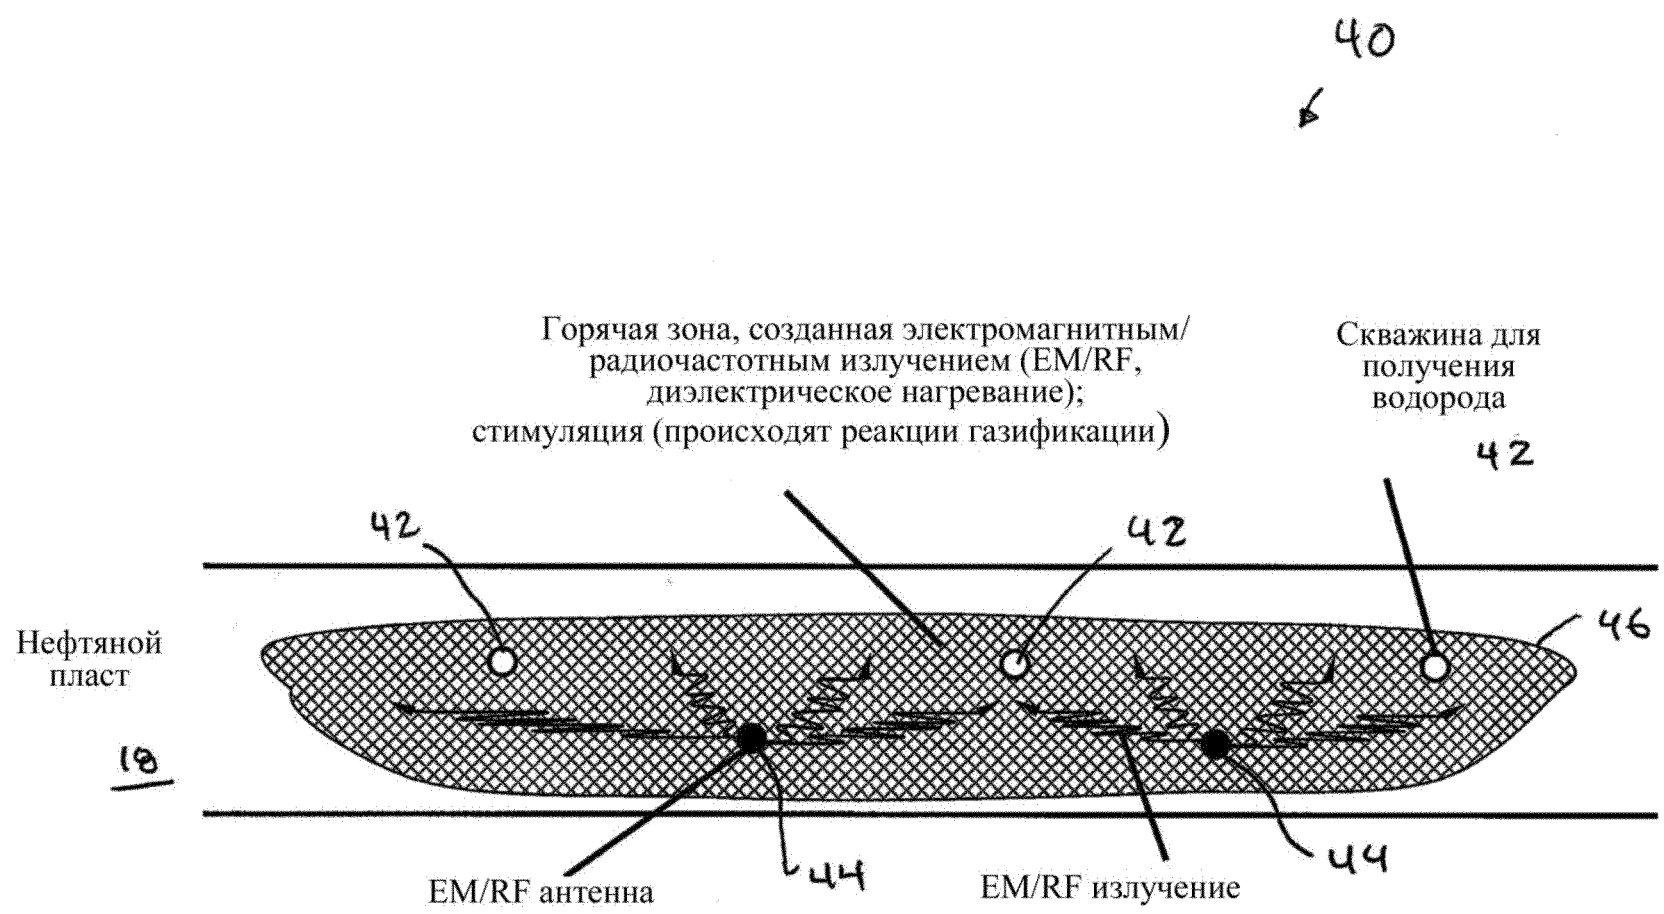 40
Горячая зона, созданная электромагнитным/
радиочастотным излучением (EM/RF,
диэлектрическое нагревание);
стимуляция (происходят реакции газификации)
Скважина для
получения
водорода
42
42
42
46
Нефтяной
пласт
18
EM/RF антенна
44
EM/RF излучение
44